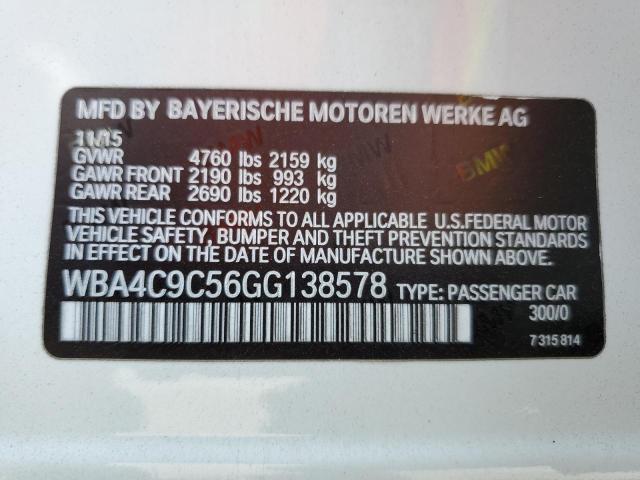 MFD BY BAYERISCHE MOTOREN WERKE AG
11/15
GVWR 4760 lbs 2159 kg
GAWR FRONT 2190 lbs 993 kg
GAWR REAR 2690 lbs 1220 kg
THIS VEHICLE CONFORMS TO ALL APPLICABLE U.S.FEDERAL MOTOR
VEHICLE SAFETY, BUMPER AND THEFT PREVENTION STANDARDS
IN EFFECT ON THE DATE OF MANUFACTURE SHOWN ABOVE.
WBA4C9C56GG138578 TYPE: PASSENGER CAR
300/0
7 315 814
BMW
BMW
BMW